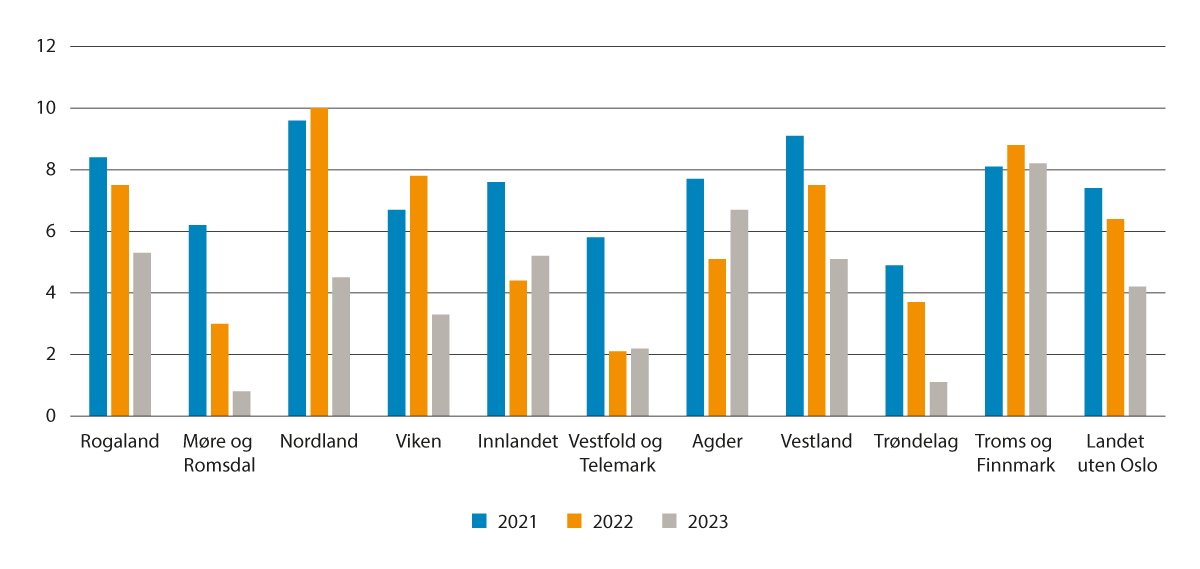 12
10
8
6
4
2
0
Rogaland
Møre og
Romsdal
Nordland
Viken
Innlandet
Vestfold og
Telemark
Agder
Vestland
Trøndelag
Troms og
Finnmark
Landet
uten Oslo
2021
2022
2023